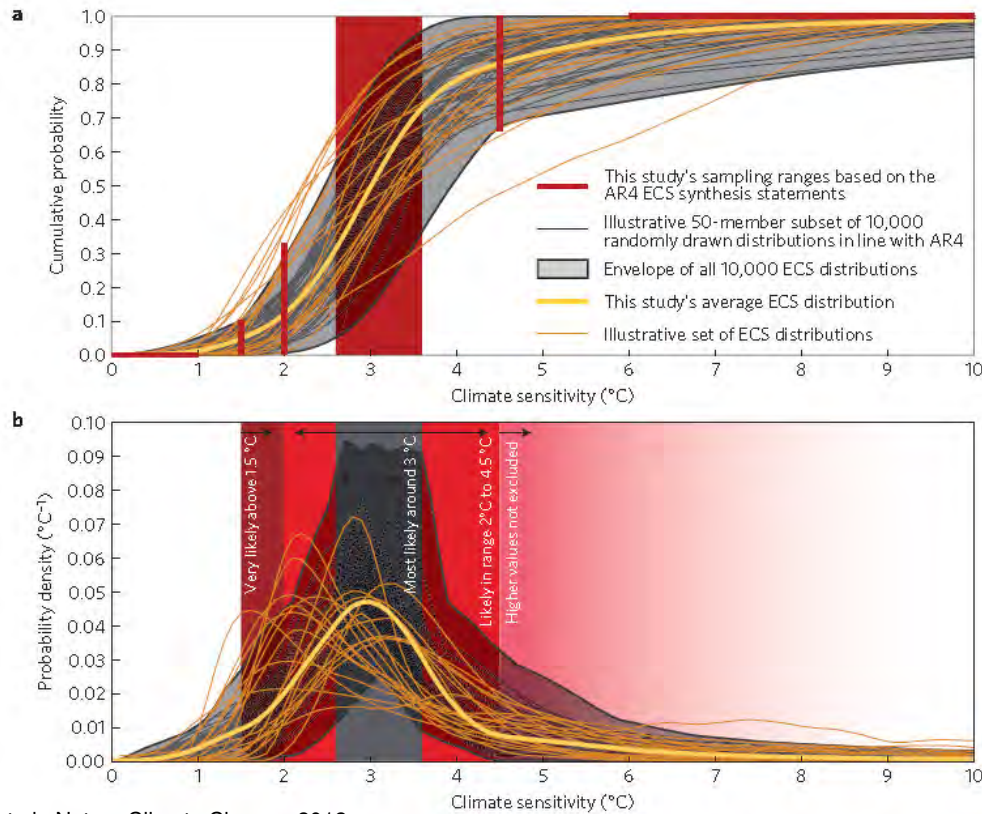 a
1.0
0.9
0.8
0.7
0.6
0.5
0.4
0.3
0.2
0.1
0.0
Cumulative probability
This study's sampling ranges based on the
AR4 ECS synthesis statements
Illustrative 50-member subset of 10,000
randomly drawn distributions in line with AR4
Envelope of all 10,000 ECS distributions
This study's average ECS distribution
Illustrative set of ECS distributions
0 1 2 3 4 5 6 7 8 9 10
Climate sensitivity (°C)
b
0.10
0.09
0.08
0.07
0.06
0.05
0.04
0.03
0.02
0.01
0.00
Probability density (°C⁻¹)
Very likely above 1.5 °C
Most likely around 3 °C
Likely in range 2°C to 4.5 °C
Higher values not excluded
0 1 2 3 4 5 6 7 8 9 10
Climate sensitivity (°C)